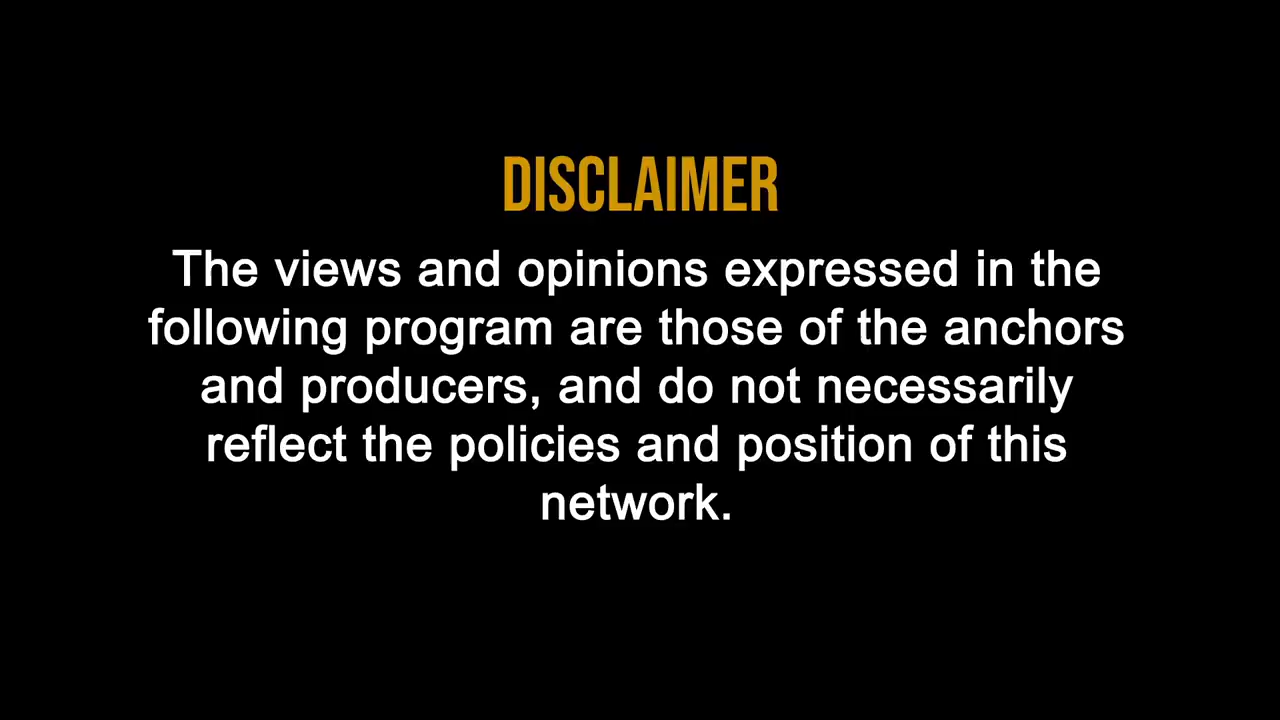 DISCLAIMER
The views and opinions expressed in the
following program are those of the anchors
and producers, and do not necessarily
reflect the policies and position of this
network.